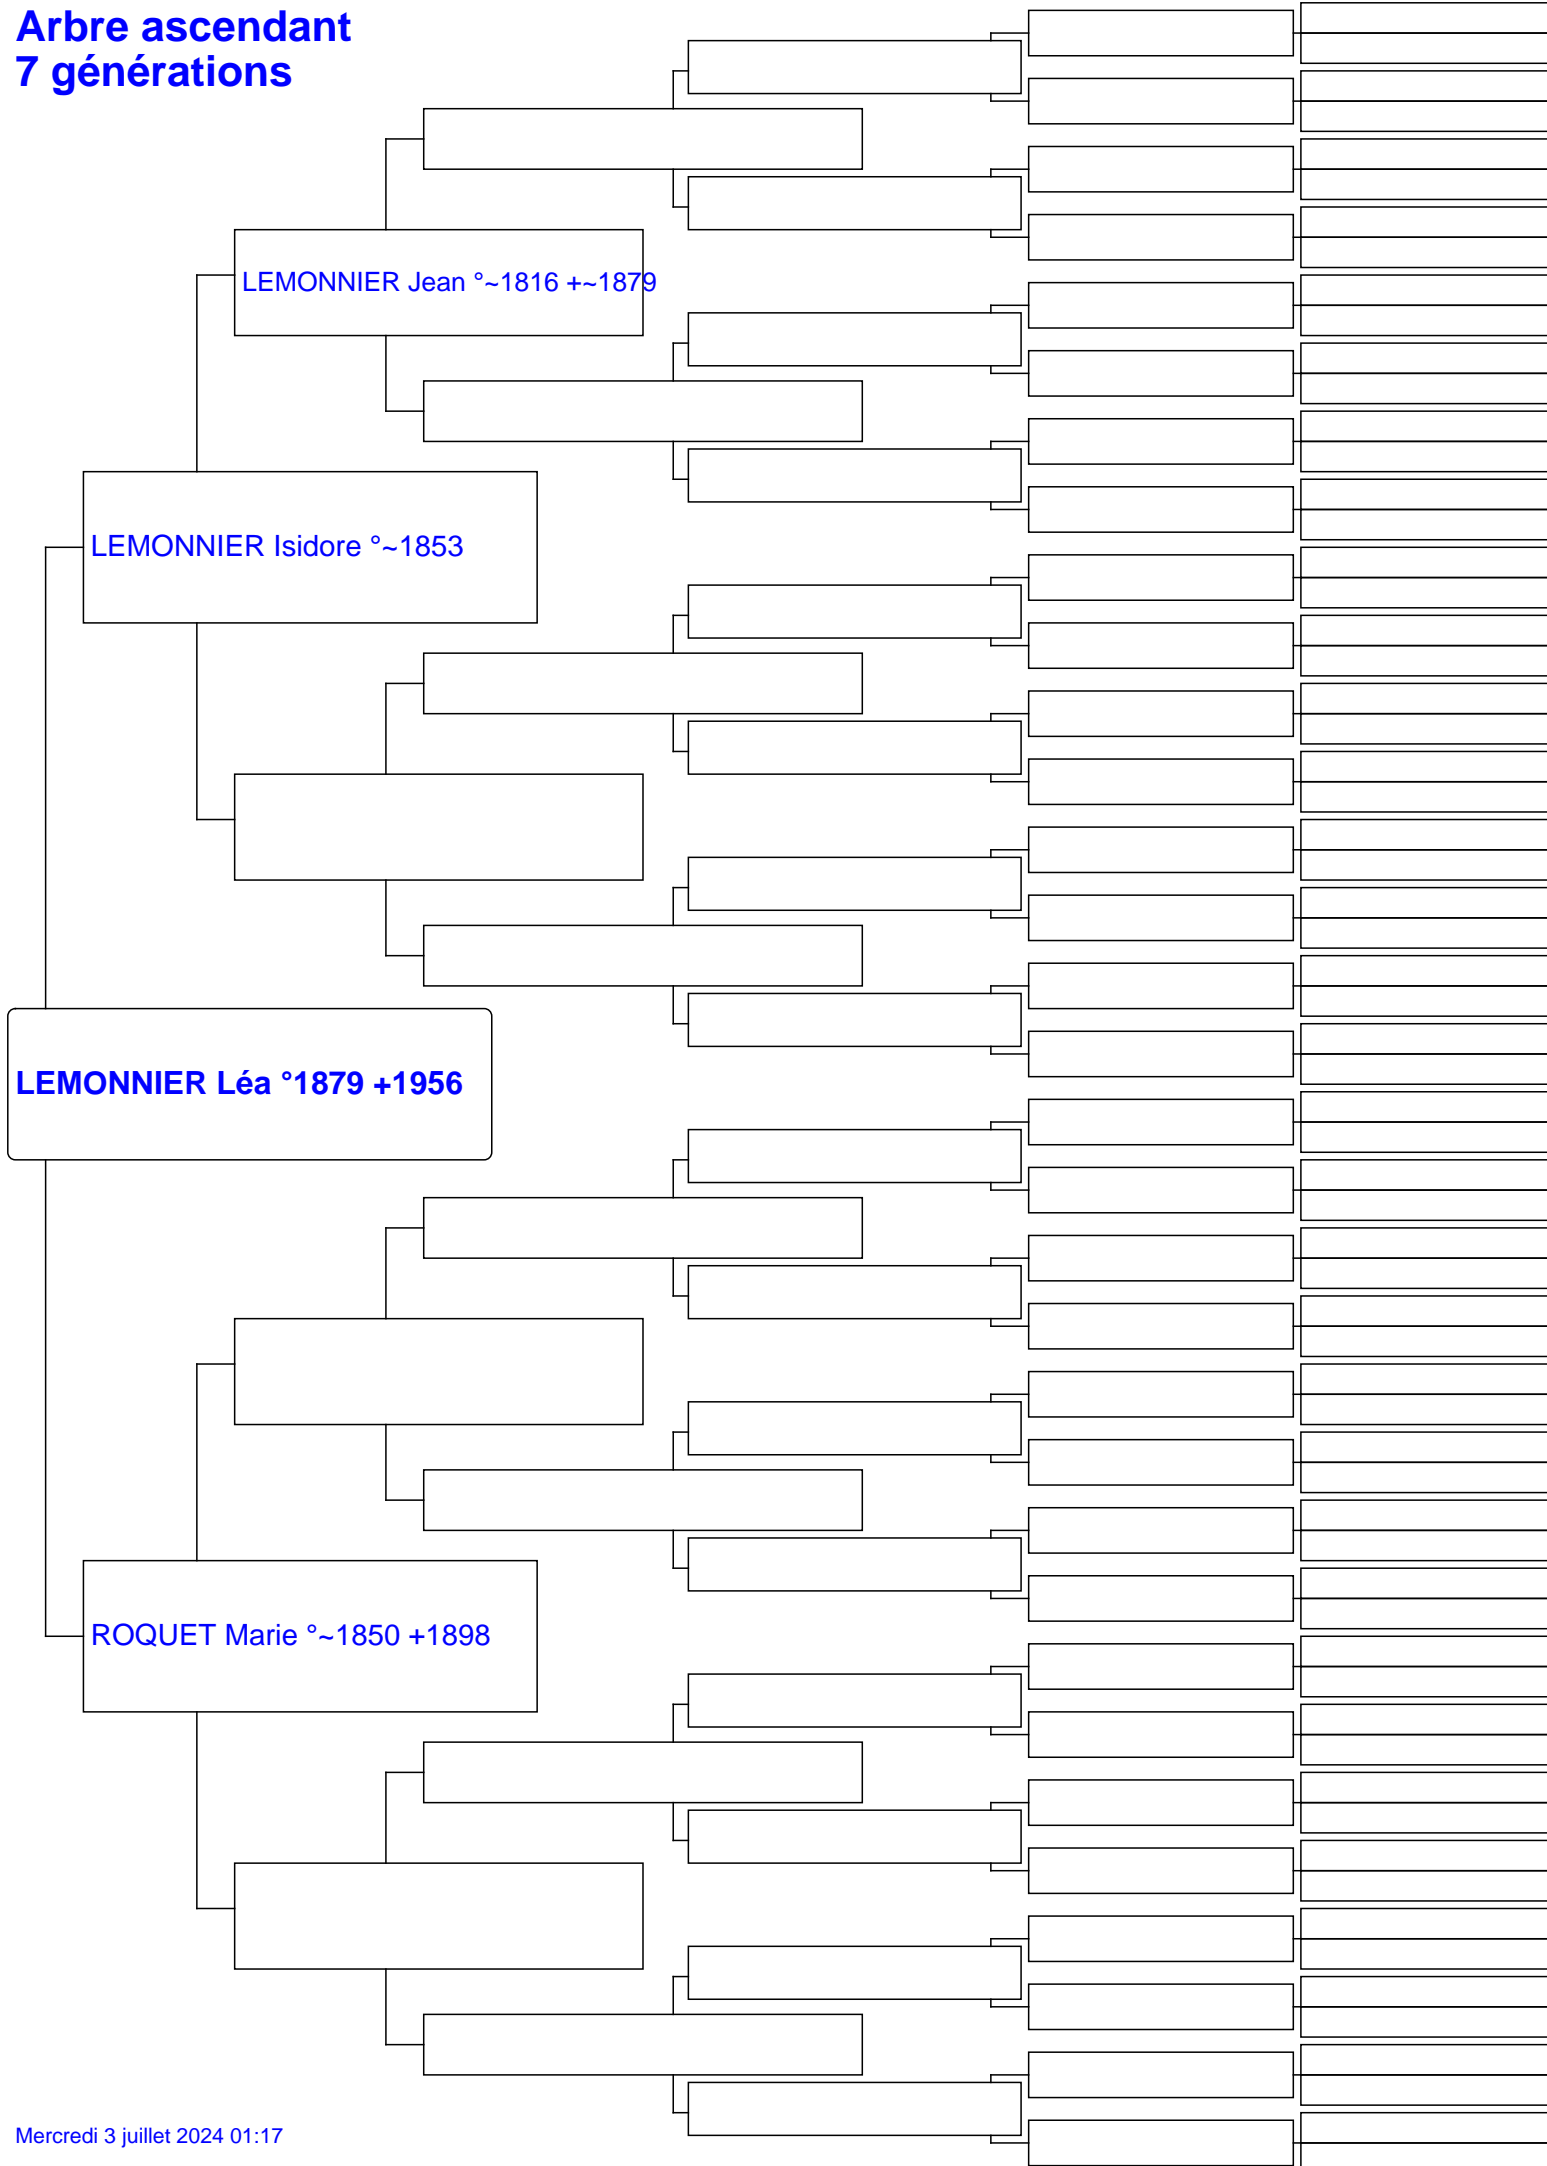 Arbre ascendant
7 générations
LEMONNIER Jean °~1816 +~1879
LEMONNIER Isidore °~1853
LEMONNIER Léa °1879 +1956
ROQUET Marie °~1850 +1898
Mercredi 3 juillet 2024 01:17